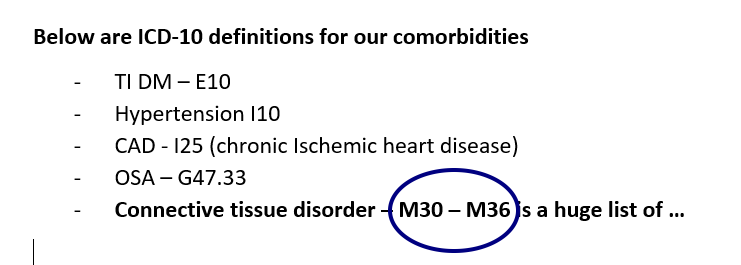 Below are ICD-10 definitions for our comorbidities
- TI DM – E10
- Hypertension I10
- CAD - I25 (chronic Ischemic heart disease)
- OSA – G47.33
- Connective tissue disorder – M30 – M36 is a huge list of ...